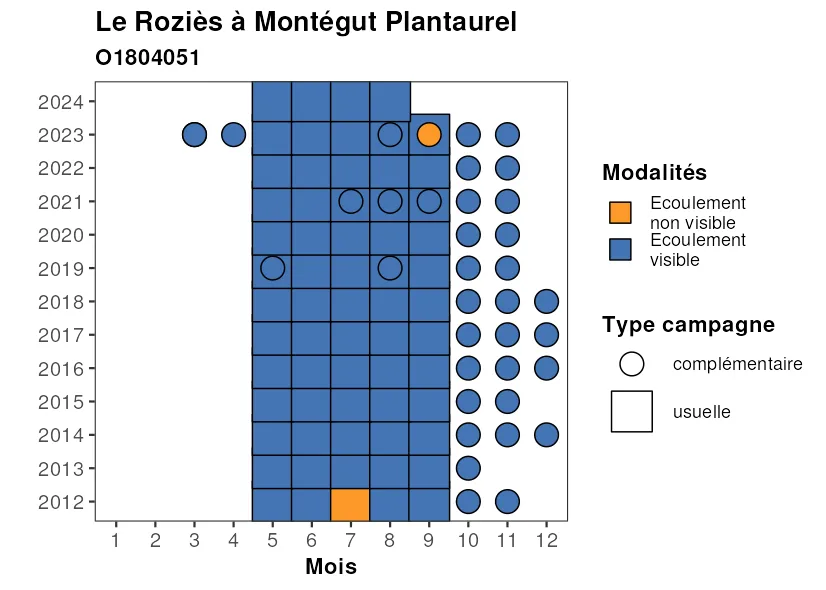 Le Roziès à Montégut Plantaurel
O1804051
2024
2023
2022
2021
2020
2019
2018
2017
2016
2015
2014
2013
2012
1 2 3 4 5 6 7 8 9 10 11 12
Mois
Modalités
Ecoulement
non visible
Ecoulement
visible
Type campagne
complémentaire
usuelle